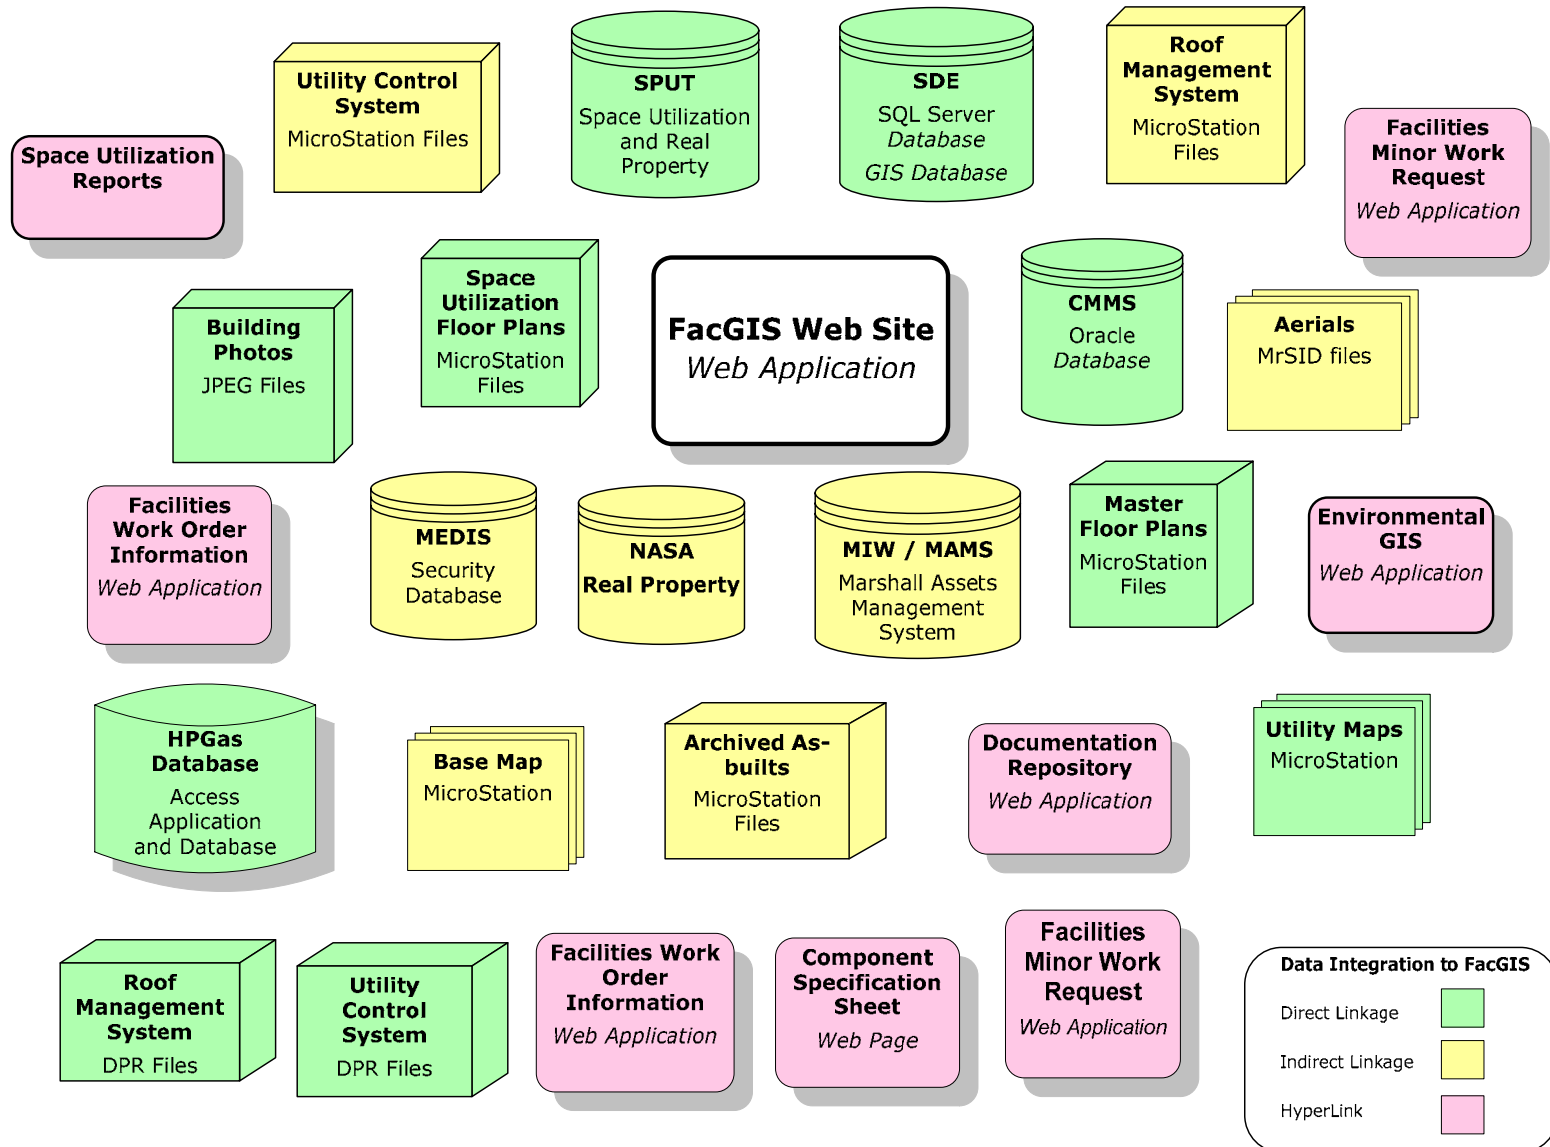 Utility Control
System
MicroStation Files
SPUT
Space Utilization
and Real
Property
SDE
SQL Server
Database
GIS Database
Roof
Management
System
MicroStation
Files
Facilities
Minor Work
Request
Web Application
Space Utilization
Reports
Building
Photos
JPEG Files
Space
Utilization
Floor Plans
MicroStation
Files
FacGIS Web Site
Web Application
CMMS
Oracle
Database
Aerials
MrSID files
Facilities
Work Order
Information
Web Application
MEDIS
Security
Database
NASA
Real Property
MIW / MAMS
Marshall Assets
Management
System
Master
Floor Plans
MicroStation
Files
Environmental
GIS
Web Application
HPGas
Database
Access
Application
and Database
Base Map
MicroStation
Archived As-
builts
MicroStation
Files
Documentation
Repository
Web Application
Utility Maps
MicroStation
Roof
Management
System
DPR Files
Utility
Control
System
DPR Files
Facilities Work
Order
Information
Web Application
Component
Specification
Sheet
Web Page
Facilities
Minor Work
Request
Web Application
Data Integration to FacGIS
Direct Linkage
Indirect Linkage
HyperLink